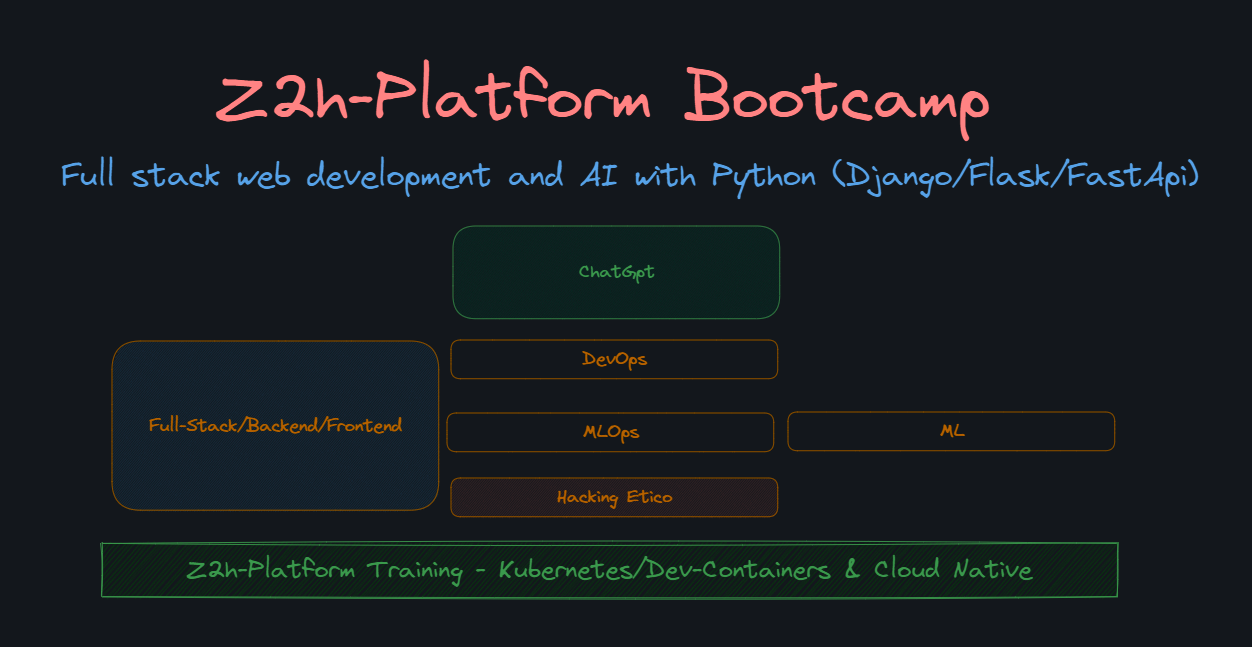 Z2h-Platform Bootcamp
Full stack web development and AI with Python (Django/Flask/FastApi)
ChatGpt
DevOps
Full-Stack/Backend/Frontend
MLOps
ML
Hacking Etico
Z2h-Platform Training - Kubernetes/Dev-Containers & Cloud Native